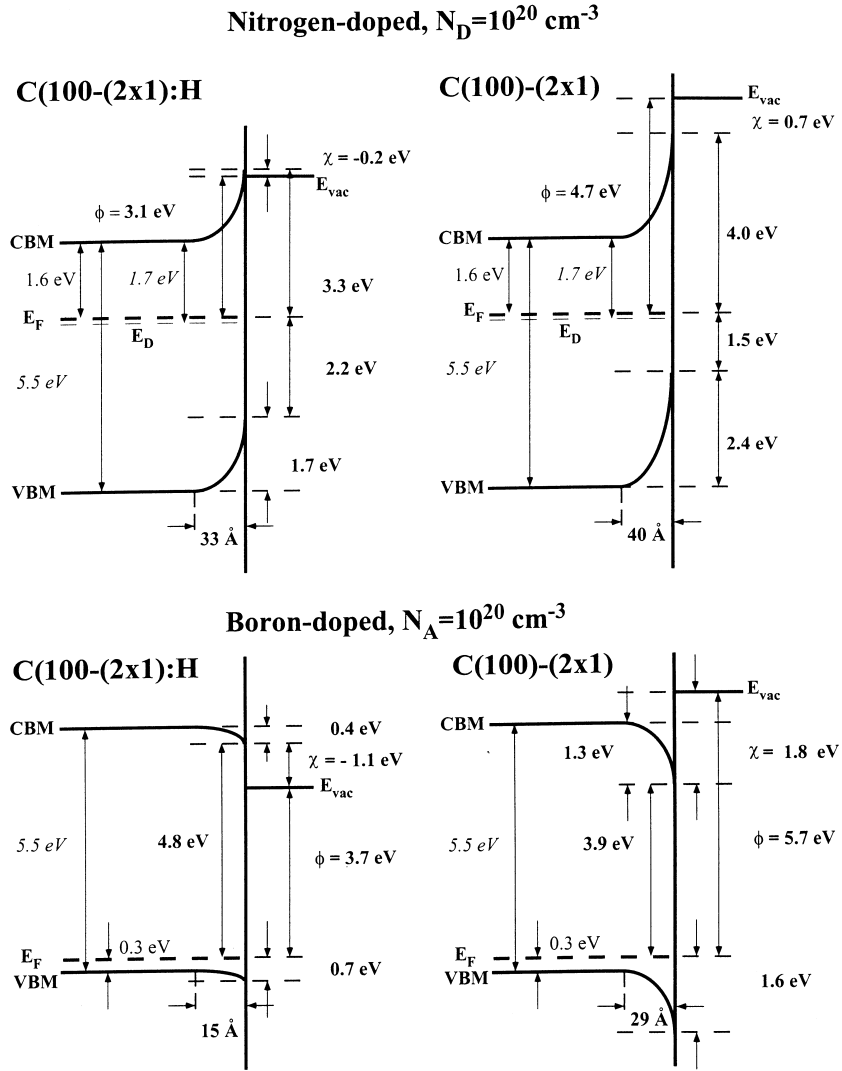 Nitrogen-doped, N_D=10^20 cm^-3
C(100-(2x1):H
χ = -0.2 eV
E_vac
ϕ = 3.1 eV
CBM
1.6 eV
1.7 eV
3.3 eV
E_F
E_D
5.5 eV
2.2 eV
1.7 eV
VBM
33 Å
C(100)-(2x1)
E_vac
χ = 0.7 eV
ϕ = 4.7 eV
CBM
4.0 eV
1.6 eV
1.7 eV
E_F
E_D
1.5 eV
5.5 eV
2.4 eV
VBM
40 Å
Boron-doped, N_A=10^20 cm^-3
C(100-(2x1):H
CBM
0.4 eV
χ = - 1.1 eV
E_vac
5.5 eV
4.8 eV
ϕ = 3.7 eV
0.3 eV
E_F
VBM
0.7 eV
15 Å
C(100)-(2x1)
E_vac
CBM
1.3 eV
χ = 1.8 eV
5.5 eV
3.9 eV
ϕ = 5.7 eV
0.3 eV
E_F
VBM
1.6 eV
29 Å